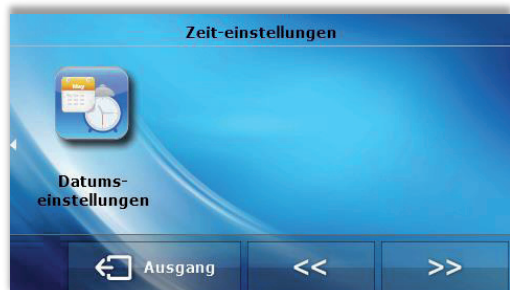 Zeit-einstellungen
May
Datums-
einstellungen
Ausgang
<<
>>